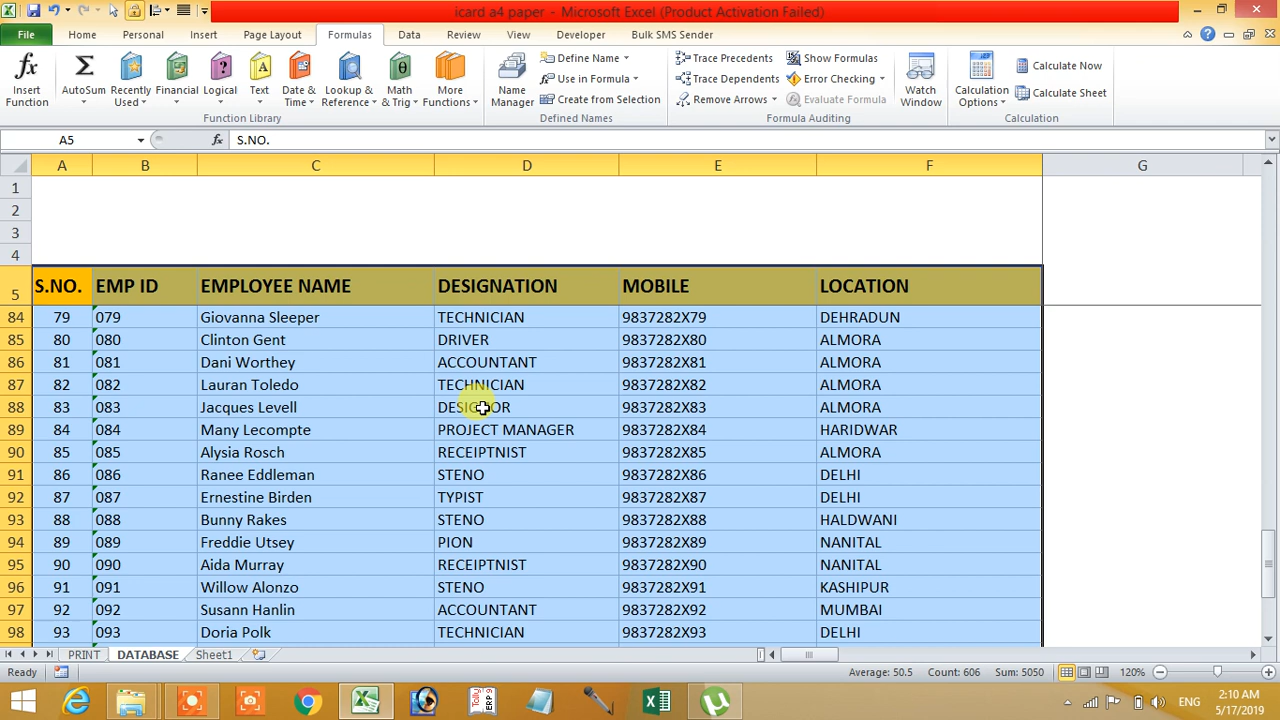 icard a4 paper - Microsoft Excel (Product Activation Failed)
File Home Personal Insert Page Layout Formulas Data Review View Developer Bulk SMS Sender
Insert Function
AutoSum
Recently Used
Financial
Logical
Text
Date & Time
Lookup & Reference
Math & Trig
More Functions
Function Library
Name Manager
Define Name
Use in Formula
Create from Selection
Defined Names
Trace Precedents
Trace Dependents
Remove Arrows
Show Formulas
Error Checking
Evaluate Formula
Formula Auditing
Watch Window
Calculation Options
Calculate Now
Calculate Sheet
Calculation
A5 fx S.NO.
A B C D E F G
1
2
3
4
5 S.NO. EMP ID EMPLOYEE NAME DESIGNATION MOBILE LOCATION
84 79 079 Giovanna Sleeper TECHNICIAN 9837282X79 DEHRADUN
85 80 080 Clinton Gent DRIVER 9837282X80 ALMORA
86 81 081 Dani Worthey ACCOUNTANT 9837282X81 ALMORA
87 82 082 Lauran Toledo TECHNICIAN 9837282X82 ALMORA
88 83 083 Jacques Levell 9837282X83 ALMORA
89 84 084 Many Lecompte PROJECT MANAGER 9837282X84 HARIDWAR
90 85 085 Alysia Rosch RECEIPTNIST 9837282X85 ALMORA
91 86 086 Ranee Eddleman STENO 9837282X86 DELHI
92 87 087 Ernestine Birden TYPIST 9837282X87 DELHI
93 88 088 Bunny Rakes STENO 9837282X88 HALDWANI
94 89 089 Freddie Utsey PION 9837282X89 NANITAL
95 90 090 Aida Murray RECEIPTNIST 9837282X90 NANITAL
96 91 091 Willow Alonzo STENO 9837282X91 KASHIPUR
97 92 092 Susann Hanlin ACCOUNTANT 9837282X92 MUMBAI
98 93 093 Doria Polk TECHNICIAN 9837282X93 DELHI
PRINT DATABASE Sheet1
Ready Average: 50.5 Count: 606 Sum: 5050 120%
Tally ERP 9
ENG
2:10 AM
5/17/2019